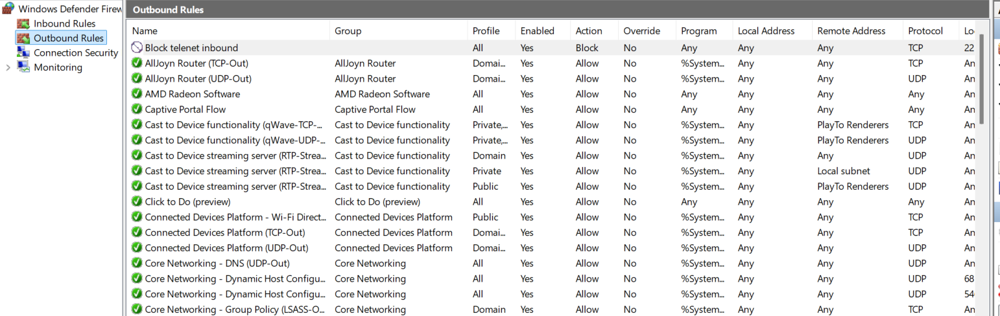 Windows Defender Firew
Inbound Rules
Outbound Rules
Connection Security
Monitoring
Outbound Rules
Name Group Profile Enabled Action Override Program Local Address Remote Address Protocol Lo
Block telenet inbound All Yes Block No Any Any Any TCP 22
AllJoyn Router (TCP-Out) AllJoyn Router Domai... Yes Allow No %System... Any Any TCP An
AllJoyn Router (UDP-Out) AllJoyn Router Domai... Yes Allow No %System... Any Any UDP An
AMD Radeon Software AMD Radeon Software All Yes Allow No Any Any Any Any An
Captive Portal Flow Captive Portal Flow All Yes Allow No Any Any Any Any An
Cast to Device functionality (qWave-TCP-... Cast to Device functionality Private,... Yes Allow No %System... Any PlayTo Renderers TCP An
Cast to Device functionality (qWave-UDP-... Cast to Device functionality Private,... Yes Allow No %System... Any PlayTo Renderers UDP An
Cast to Device streaming server (RTP-Strea... Cast to Device functionality Domain Yes Allow No %System... Any Any UDP An
Cast to Device streaming server (RTP-Strea... Cast to Device functionality Private Yes Allow No %System... Any Local subnet UDP An
Cast to Device streaming server (RTP-Strea... Cast to Device functionality Public Yes Allow No %System... Any PlayTo Renderers UDP An
Click to Do (preview) Click to Do (preview) All Yes Allow No Any Any Any Any An
Connected Devices Platform - Wi-Fi Direct... Connected Devices Platform Public Yes Allow No %System... Any Any TCP An
Connected Devices Platform (TCP-Out) Connected Devices Platform Domai... Yes Allow No %System... Any Any TCP An
Connected Devices Platform (UDP-Out) Connected Devices Platform Domai... Yes Allow No %System... Any Any UDP An
Core Networking - DNS (UDP-Out) Core Networking All Yes Allow No %System... Any Any UDP An
Core Networking - Dynamic Host Configu... Core Networking All Yes Allow No %System... Any Any UDP 68
Core Networking - Dynamic Host Configu... Core Networking All Yes Allow No %System... Any Any UDP 54
Core Networking - Group Policy (LSASS-O... Core Networking Domain Yes Allow No %System... Any Any TCP An